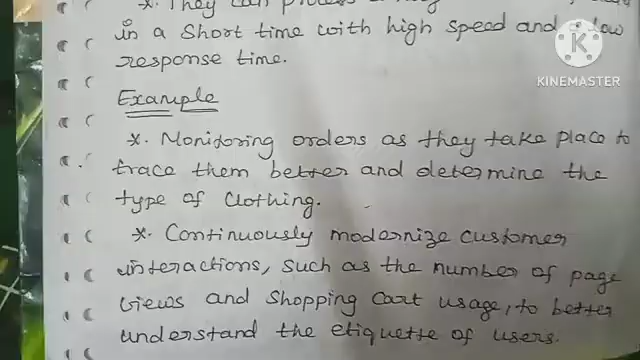 *. They can
in a short time with high speed and low
response time.
KINEMASTER
Example
*. Monitoring orders as they take place to
trace them better and determine the
type of clothing.
*. Continuously modernize customer
interactions, such as the number of page
views and shopping cart usage, to better
understand the etiquette of users.